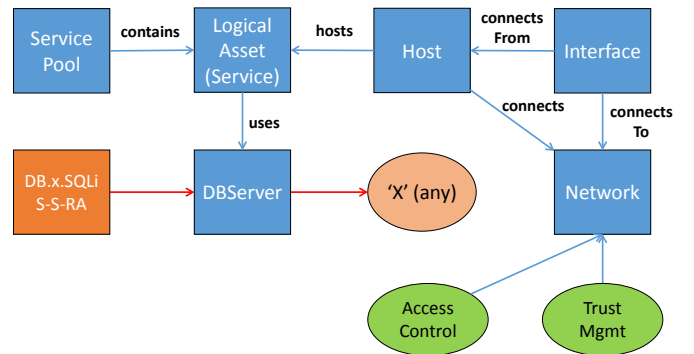 Service
Pool
contains
Logical
Asset
(Service)
hosts
Host
connects
From
Interface
uses
connects
connects
To
DB.x.SQLi
S-S-RA
DBServer
‘X’ (any)
Network
Access
Control
Trust
Mgmt